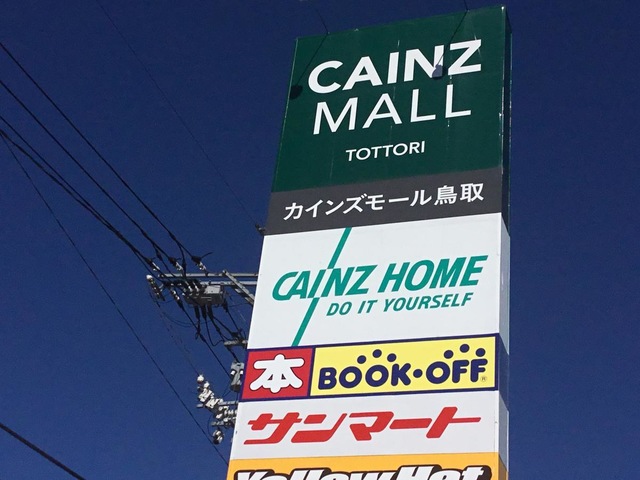 CAINZ
MALL
TOTTORI
カインズモール鳥取
CAINZ HOME
DO IT YOURSELF
本 BOOK・OFF
サンマート
YellowHat